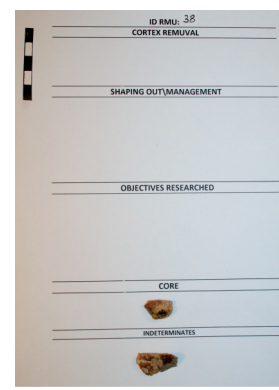 ID RMU: 38
CORTEX REMUVAL
SHAPING OUT\MANAGEMENT
OBJECTIVES RESEARCHED
CORE
INDETERMINATES